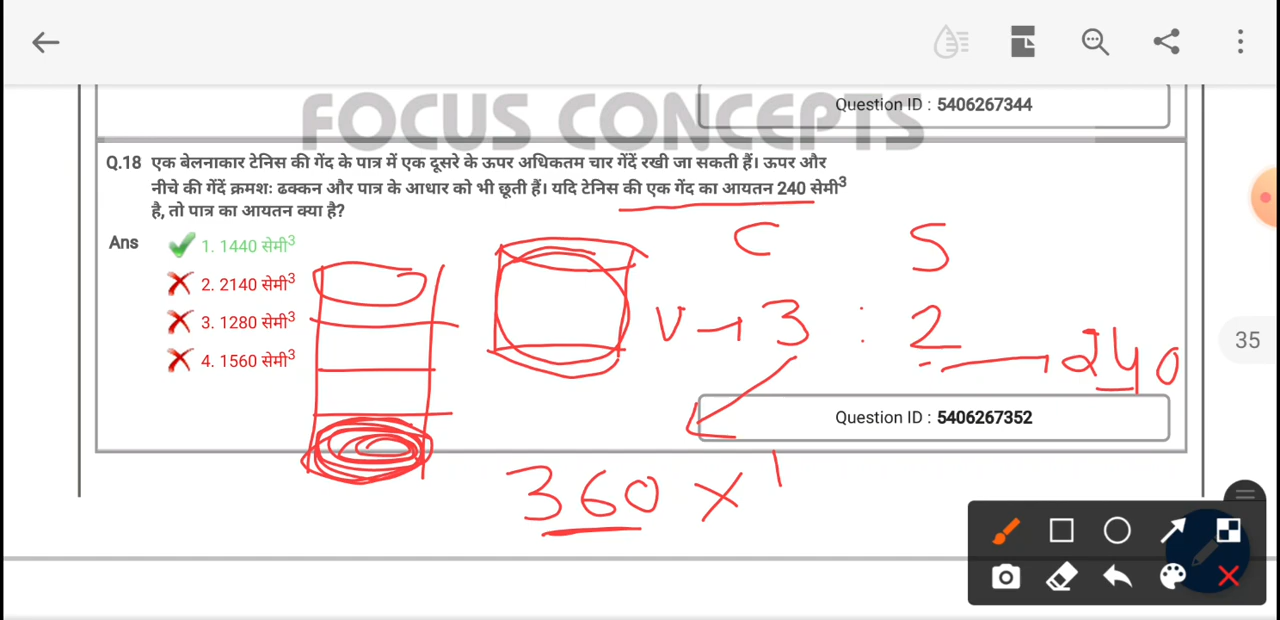 FOCUS CONCEPTS
Question ID : 5406267344
Q.18 एक बेलनाकार टेनिस की गेंद के पात्र में एक दूसरे के ऊपर अधिकतम चार गेंदें रखी जा सकती हैं। ऊपर और
नीचे की गेंदें क्रमशः ढक्कन और पात्र के आधार को भी छूती हैं। यदि टेनिस की एक गेंद का आयतन 240 सेमी³
है, तो पात्र का आयतन क्या है?
Ans 1. 1440 सेमी³
2. 2140 सेमी³
3. 1280 सेमी³
4. 1560 सेमी³
C S
V → 3 : 2 → 240
35
Question ID : 5406267352
360 ×